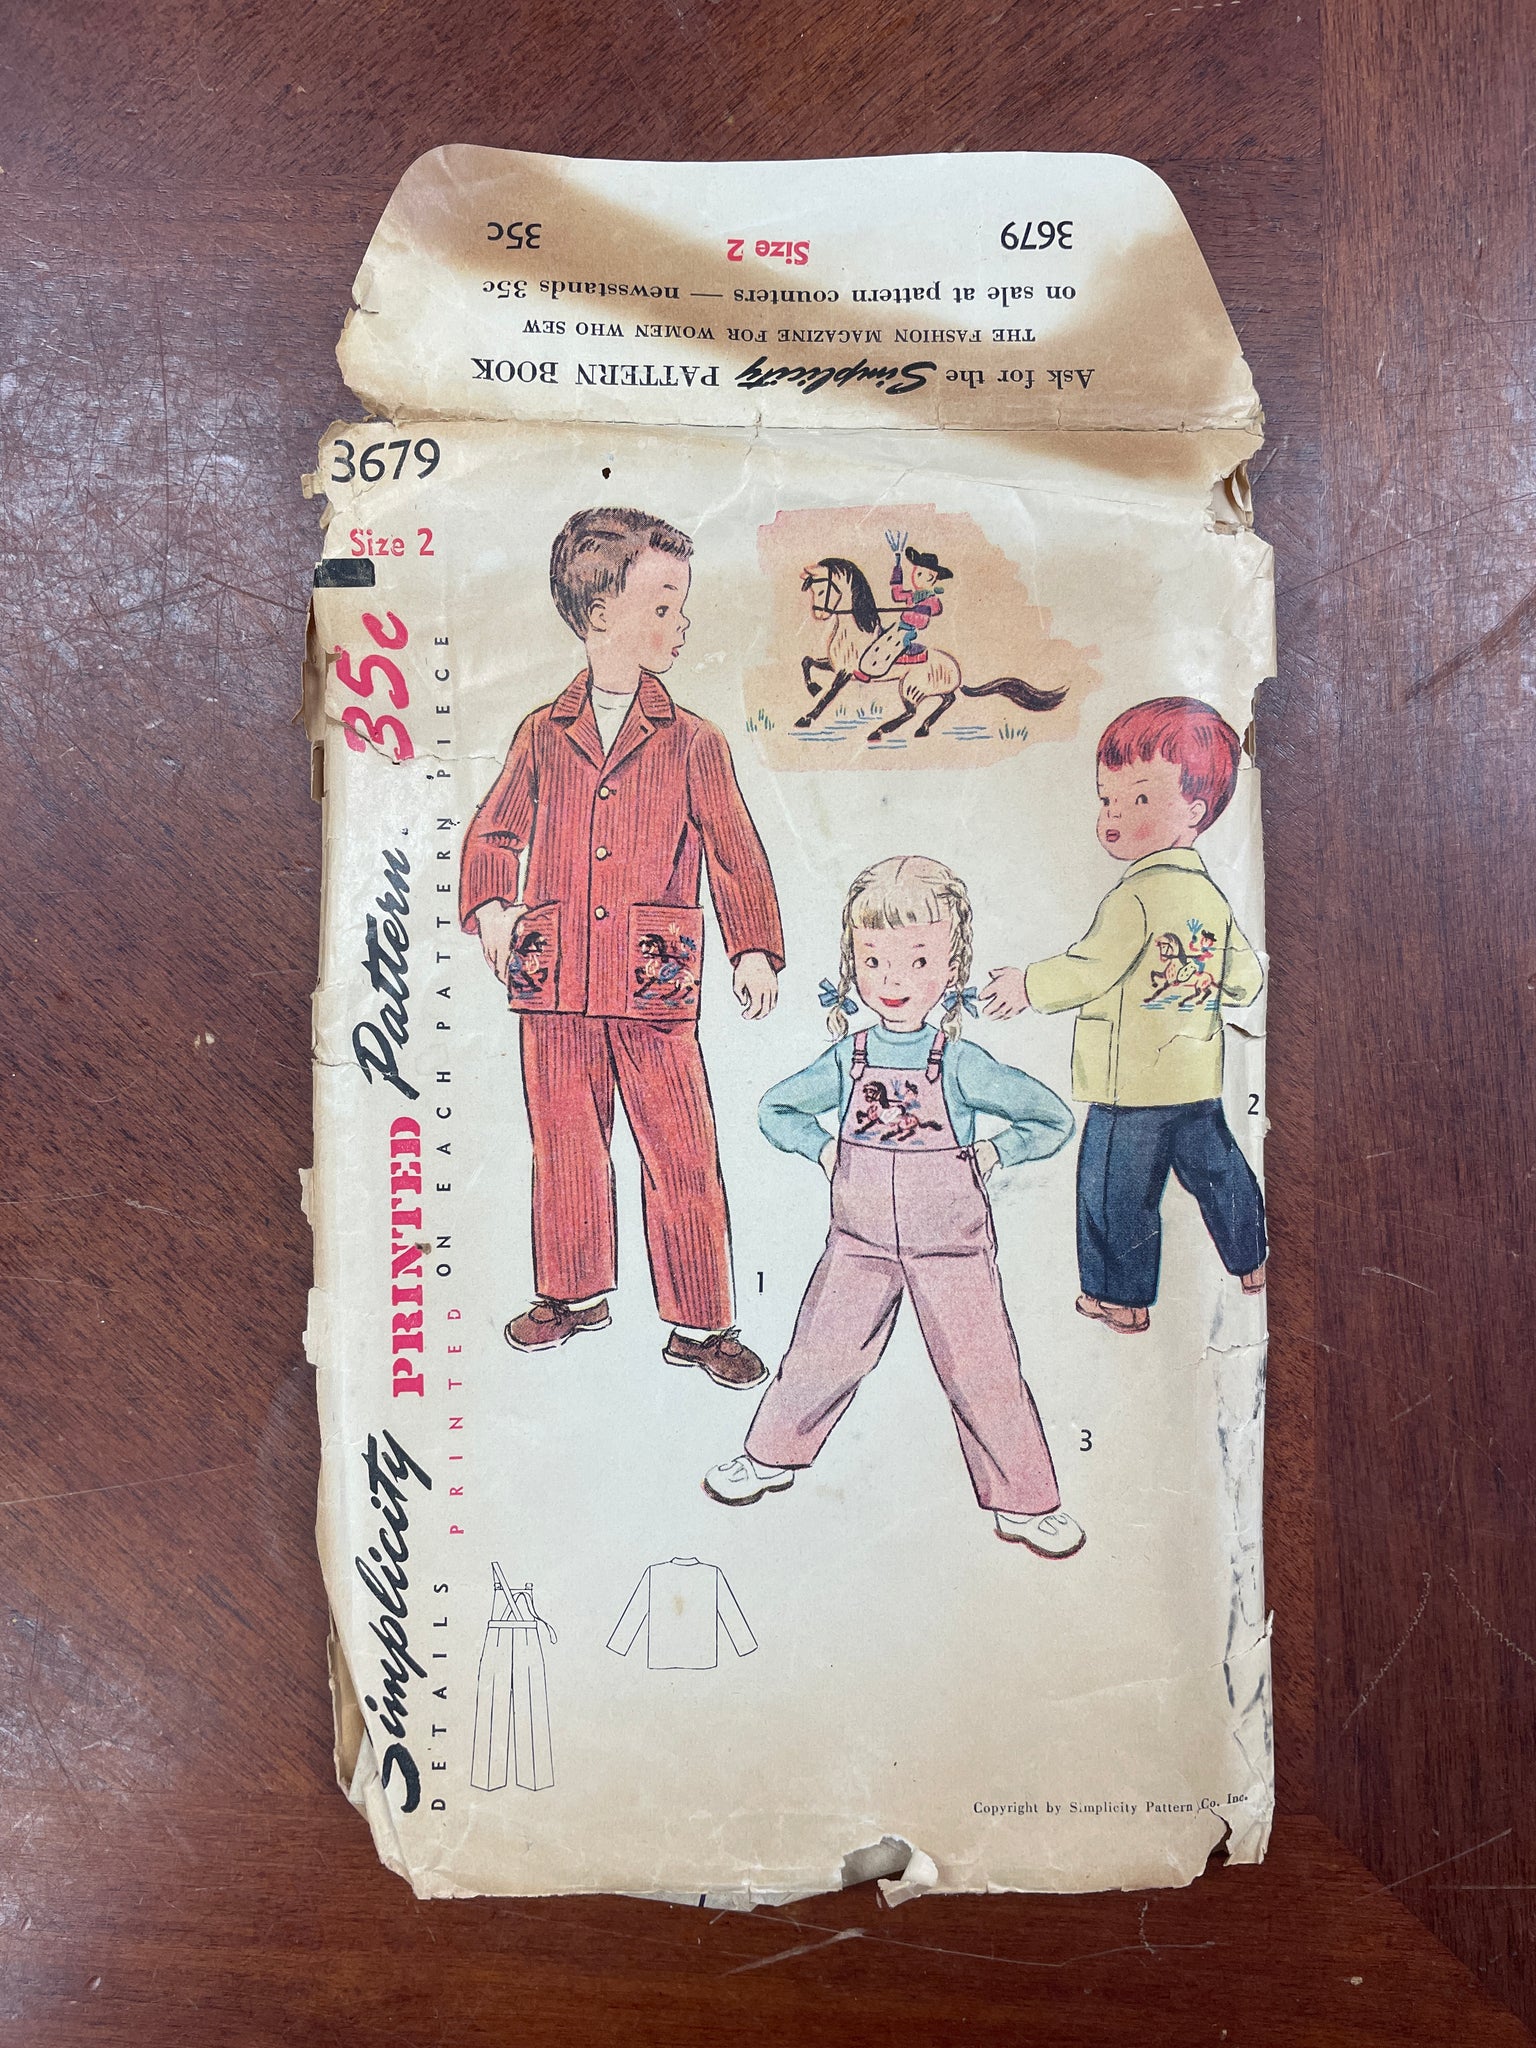 Ask for the Simplicity PATTERN BOOK
THE FASHION MAGAZINE FOR WOMEN WHO SEW
on sale at pattern counters — newsstands 35c
3679 Size 2 35c
3679
Size 2
35c
Simplicity PRINTED Pattern
DETAILS PRINTED ON EACH PATTERN PIECE
1
2
3
Copyright by Simplicity Pattern Co. Inc.